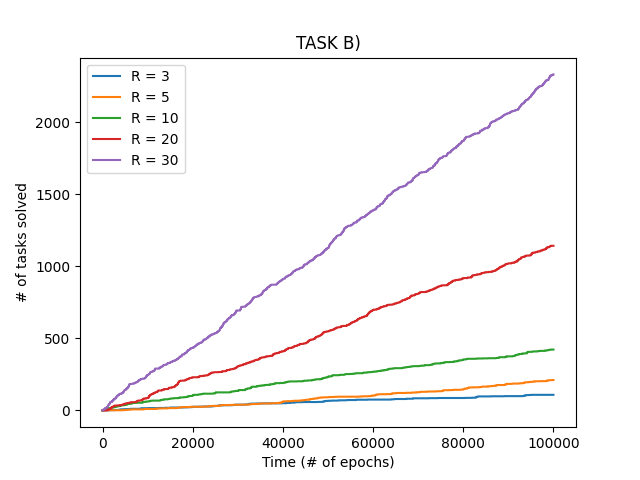 TASK B)
R = 3
R = 5
R = 10
R = 20
R = 30
# of tasks solved
2000
1500
1000
500
0
0 20000 40000 60000 80000 100000
Time (# of epochs)